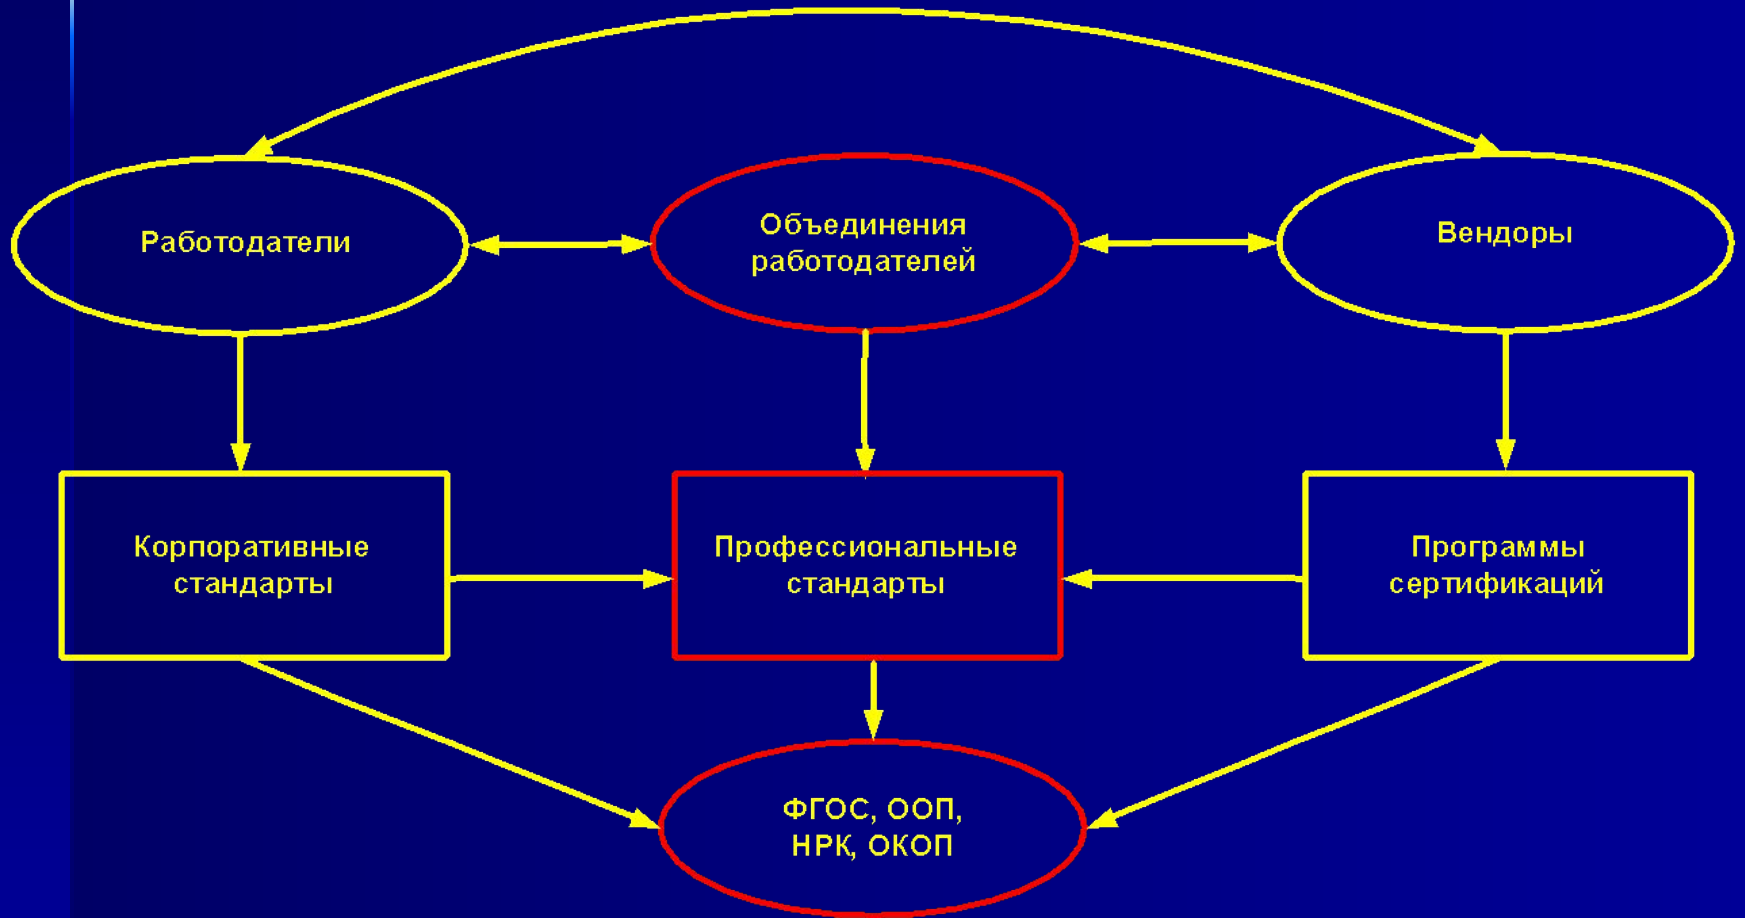 Работодатели
Объединения
работодателей
Вендоры
Корпоративные
стандарты
Профессиональные
стандарты
Программы
сертификаций
ФГОС, ООП,
НРК, ОКОП